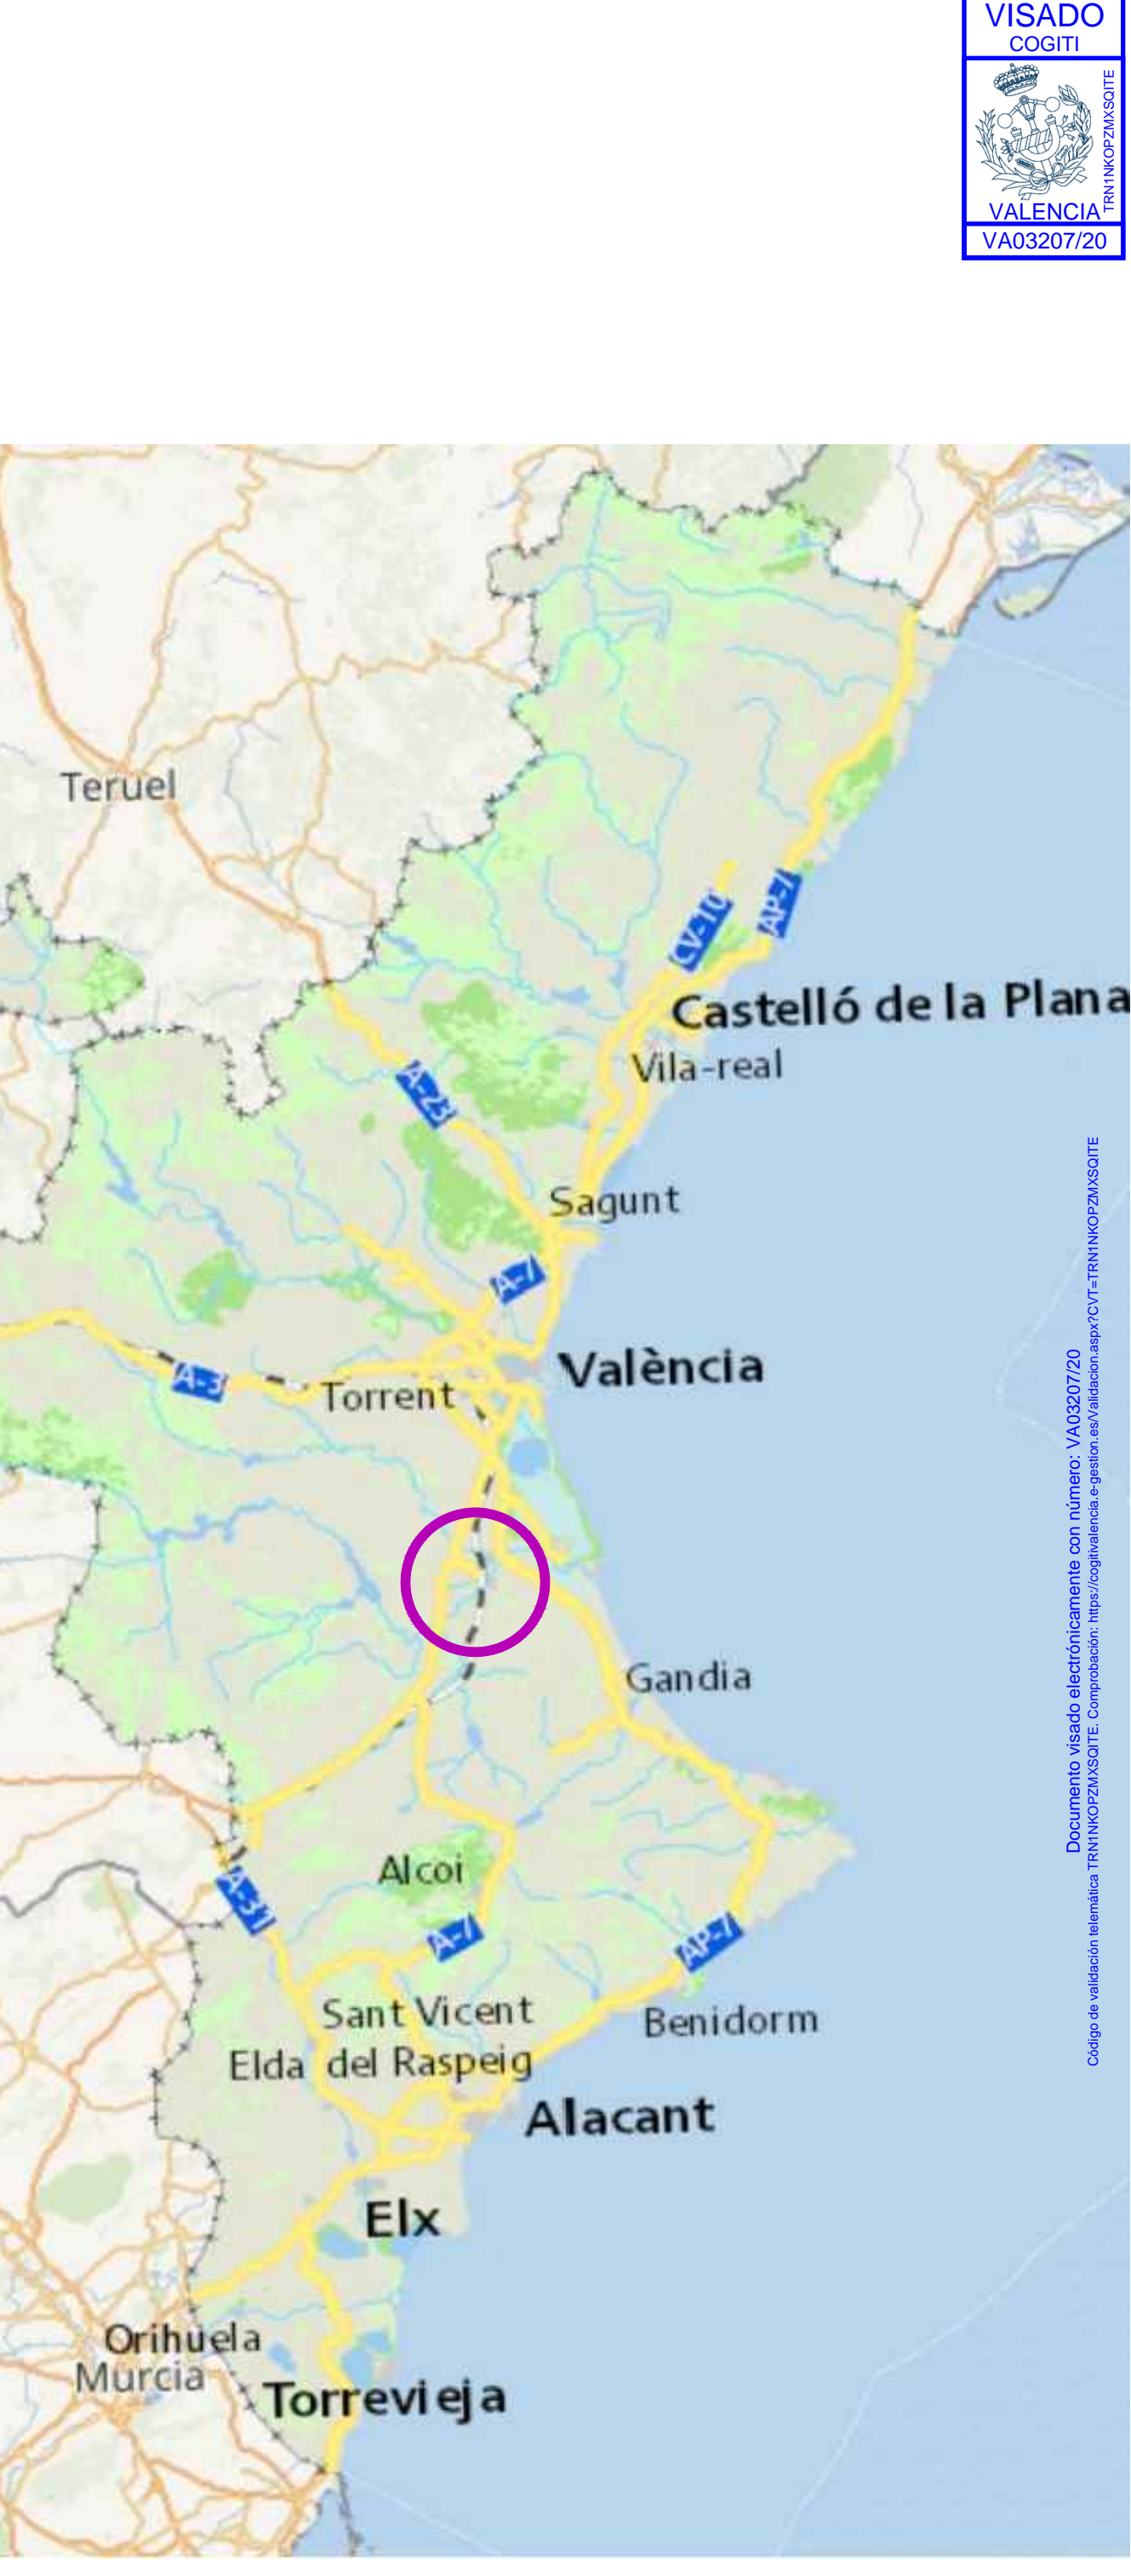 VISADO
COGITI
TRN1NKOPZMXSQITE
VALENCIA
VA03207/20
Teruel
CV-10
AP-7
Castelló de la Plana
Vila-real
A-23
Sagunt
A-7
València
A-3
Torrent
Gandia
Alcoi
A-31
A-7
AP-7
Sant Vicent
del Raspeig
Benidorm
Elda
Alacant
Elx
Orihuela
Murcia
Torrevieja
Documento visado electrónicamente con número: VA03207/20
Código de validación telemática TRN1NKOPZMXSQITE. Comprobación: https://cogitivalencia.e-gestion.es/Validacion.aspx?CVT=TRN1NKOPZMXSQITE